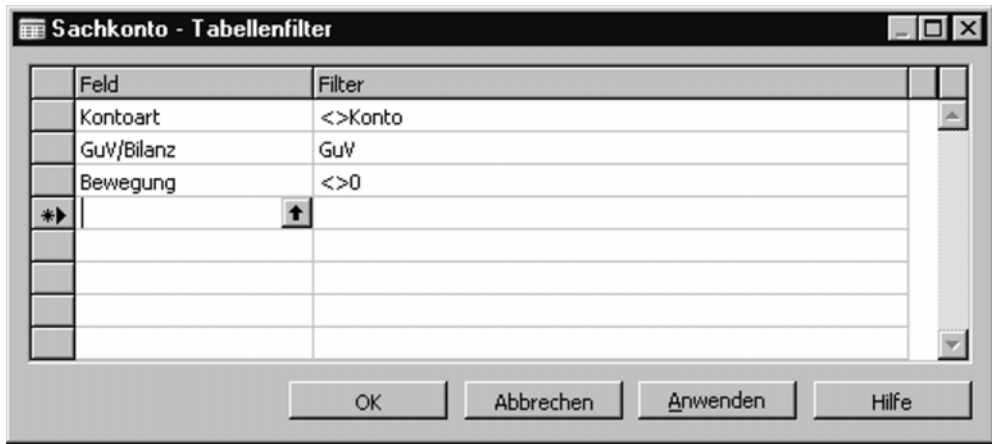 Sachkonto - Tabellenfilter
Feld Filter
Kontoart <>Konto
GuV/Bilanz GuV
Bewegung <>0
OK Abbrechen Anwenden Hilfe